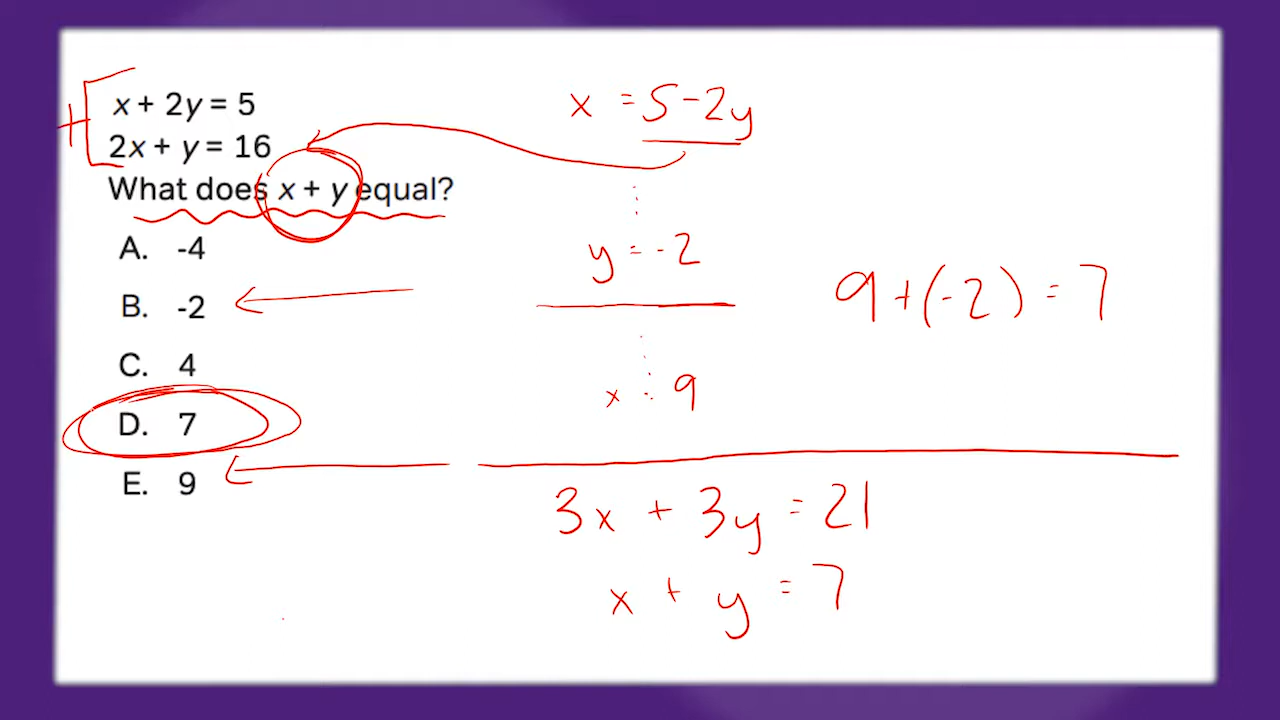 x + 2y = 5
2x + y = 16
What does x + y equal?
A. -4
B. -2
C. 4
D. 7
E. 9
+
x = 5 - 2y
y = -2
x = 9
9 + (-2) = 7
3x + 3y = 21
x + y = 7